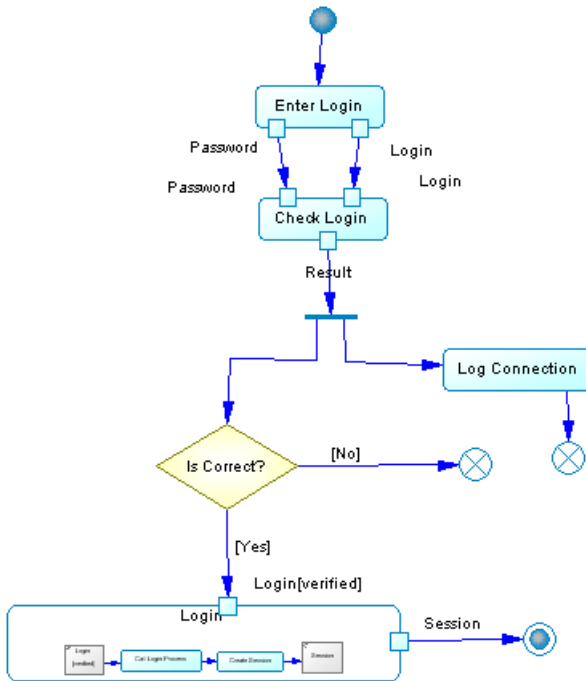 Enter Login
Password
Login
Password
Login
Check Login
Result
Log Connection
Is Correct?
[No]
[Yes]
Login[verified]
Login
Session
Login
[verified]
Call Login Process
Create Session
Session